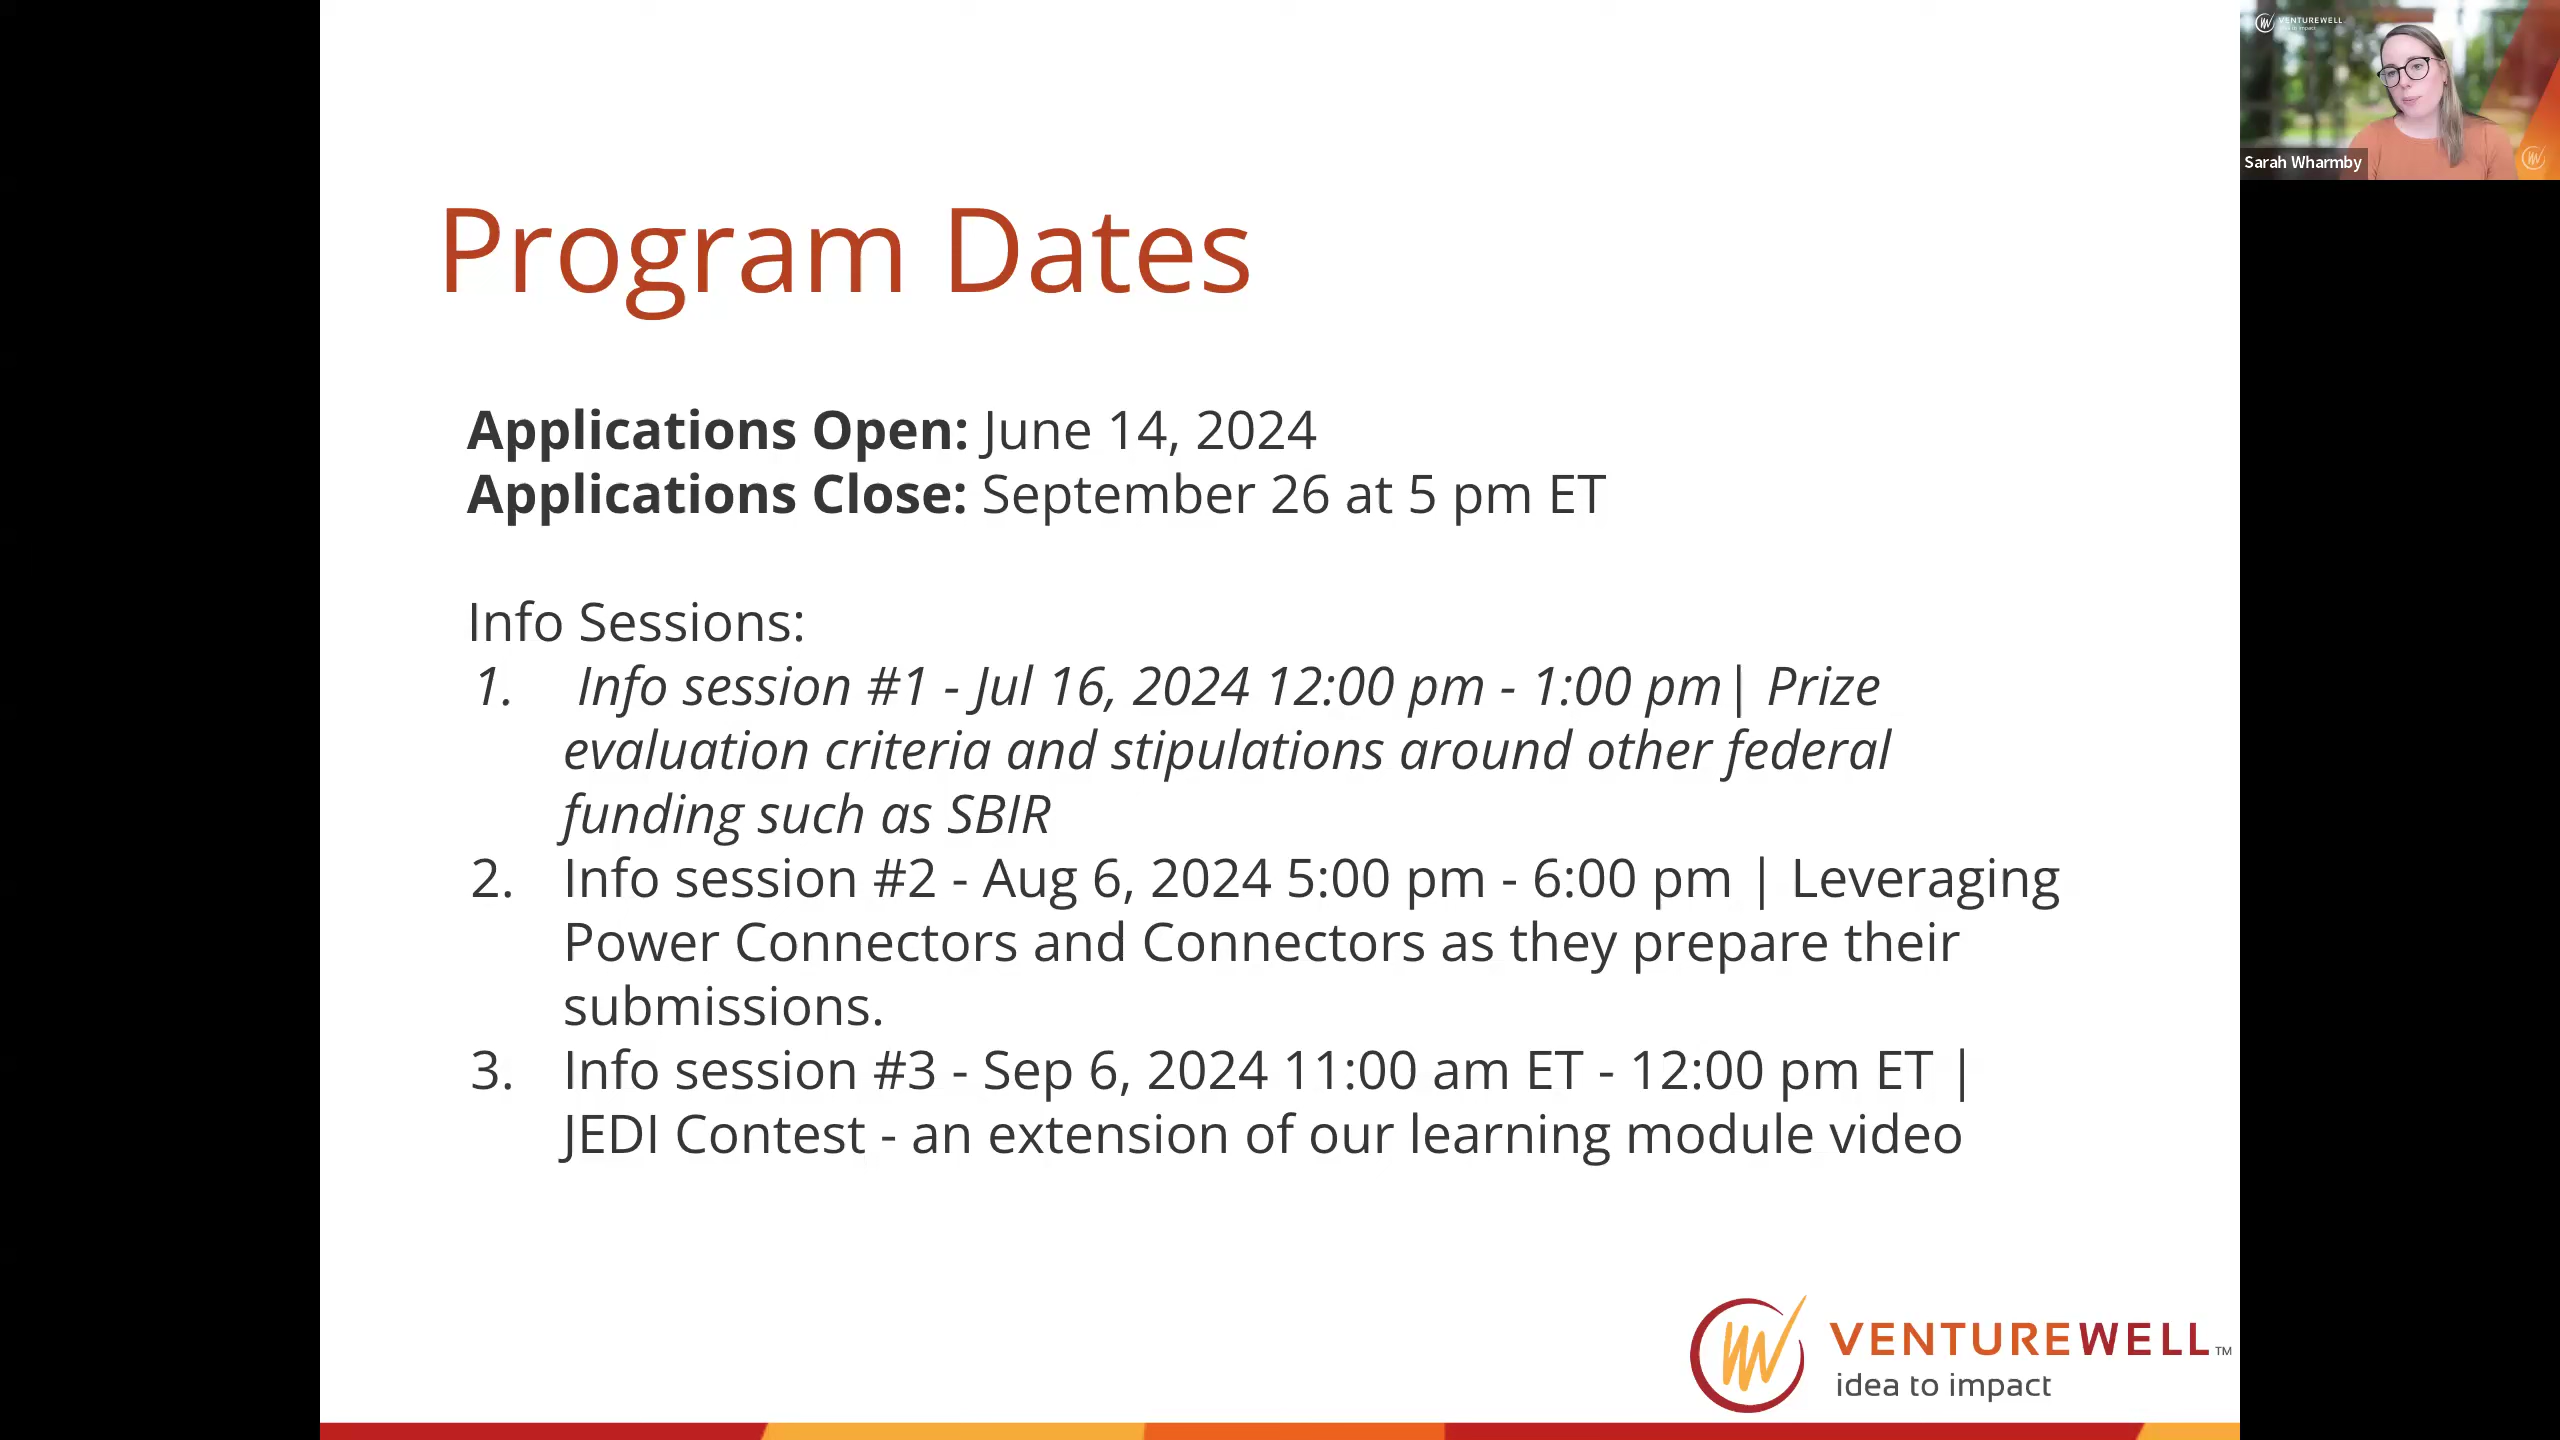 Program Dates
Applications Open: June 14, 2024
Applications Close: September 26 at 5 pm ET
Info Sessions:
1. Info session #1 - Jul 16, 2024 12:00 pm - 1:00 pm| Prize
evaluation criteria and stipulations around other federal
funding such as SBIR
2. Info session #2 - Aug 6, 2024 5:00 pm - 6:00 pm | Leveraging
Power Connectors and Connectors as they prepare their
submissions.
3. Info session #3 - Sep 6, 2024 11:00 am ET - 12:00 pm ET |
JEDI Contest - an extension of our learning module video
VENTUREWELL™
idea to impact
VENTUREWELL
idea to impact
Sarah Wharmby